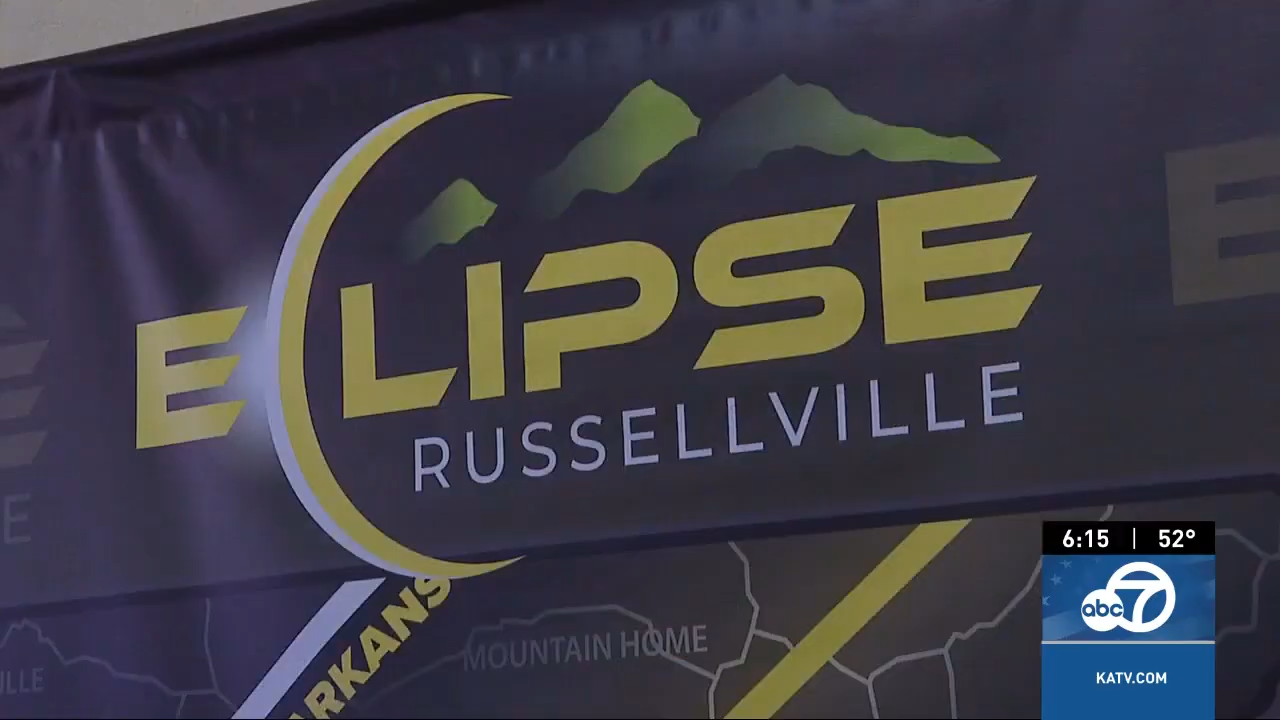 ECLIPSE
RUSSELLVILLE
E
E
E
ARKANS
MOUNTAIN HOME
6:15 | 52°
abc 7
KATV.COM